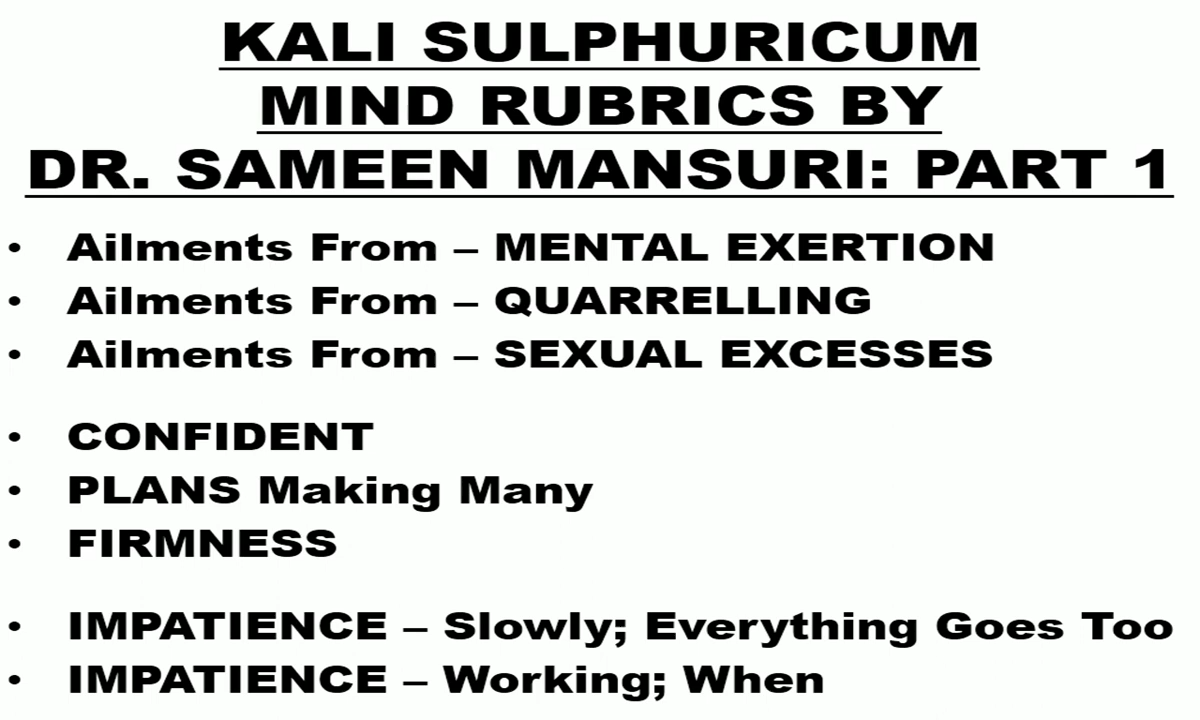 KALI SULPHURICUM
MIND RUBRICS BY
DR. SAMEEN MANSURI: PART 1
• Ailments From – MENTAL EXERTION
• Ailments From – QUARRELLING
• Ailments From – SEXUAL EXCESSES
• CONFIDENT
• PLANS Making Many
• FIRMNESS
• IMPATIENCE – Slowly; Everything Goes Too
• IMPATIENCE – Working; When